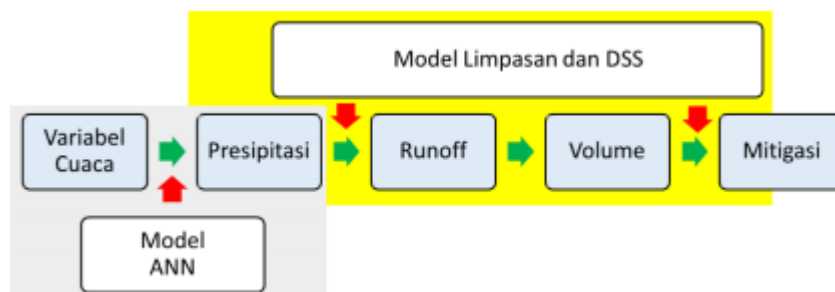 Model Limpasan dan DSS
Variabel
Cuaca
Presipitasi
Runoff
Volume
Mitigasi
Model
ANN